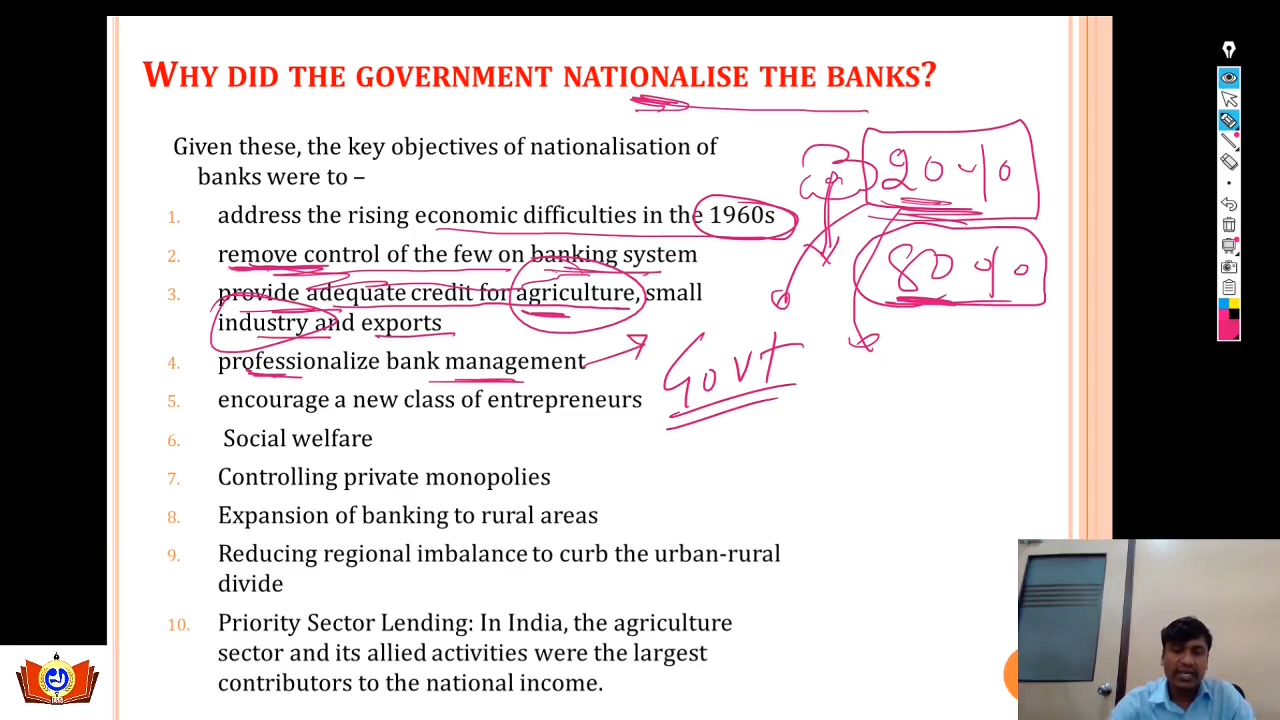 WHY DID THE GOVERNMENT NATIONALISE THE BANKS?
Given these, the key objectives of nationalisation of
banks were to –
1. address the rising economic difficulties in the 1960s
2. remove control of the few on banking system
3. provide adequate credit for agriculture, small
industry and exports
4. professionalize bank management
5. encourage a new class of entrepreneurs
6. Social welfare
7. Controlling private monopolies
8. Expansion of banking to rural areas
9. Reducing regional imbalance to curb the urban-rural
divide
10. Priority Sector Lending: In India, the agriculture
sector and its allied activities were the largest
contributors to the national income.
20%
80%
Govt